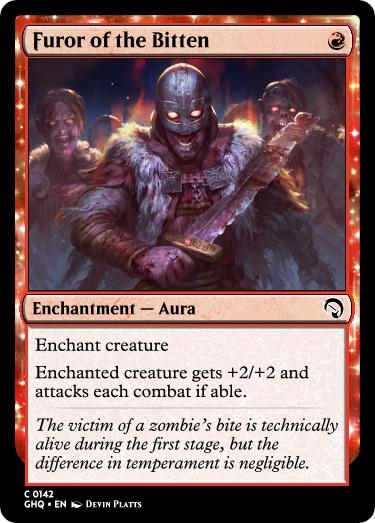 Furor of the Bitten
Enchantment — Aura
Enchant creature
Enchanted creature gets +2/+2 and
attacks each combat if able.
The victim of a zombie's bite is technically
alive during the first stage, but the
difference in temperament is negligible.
C 0142
GHQ • EN Devin Platts